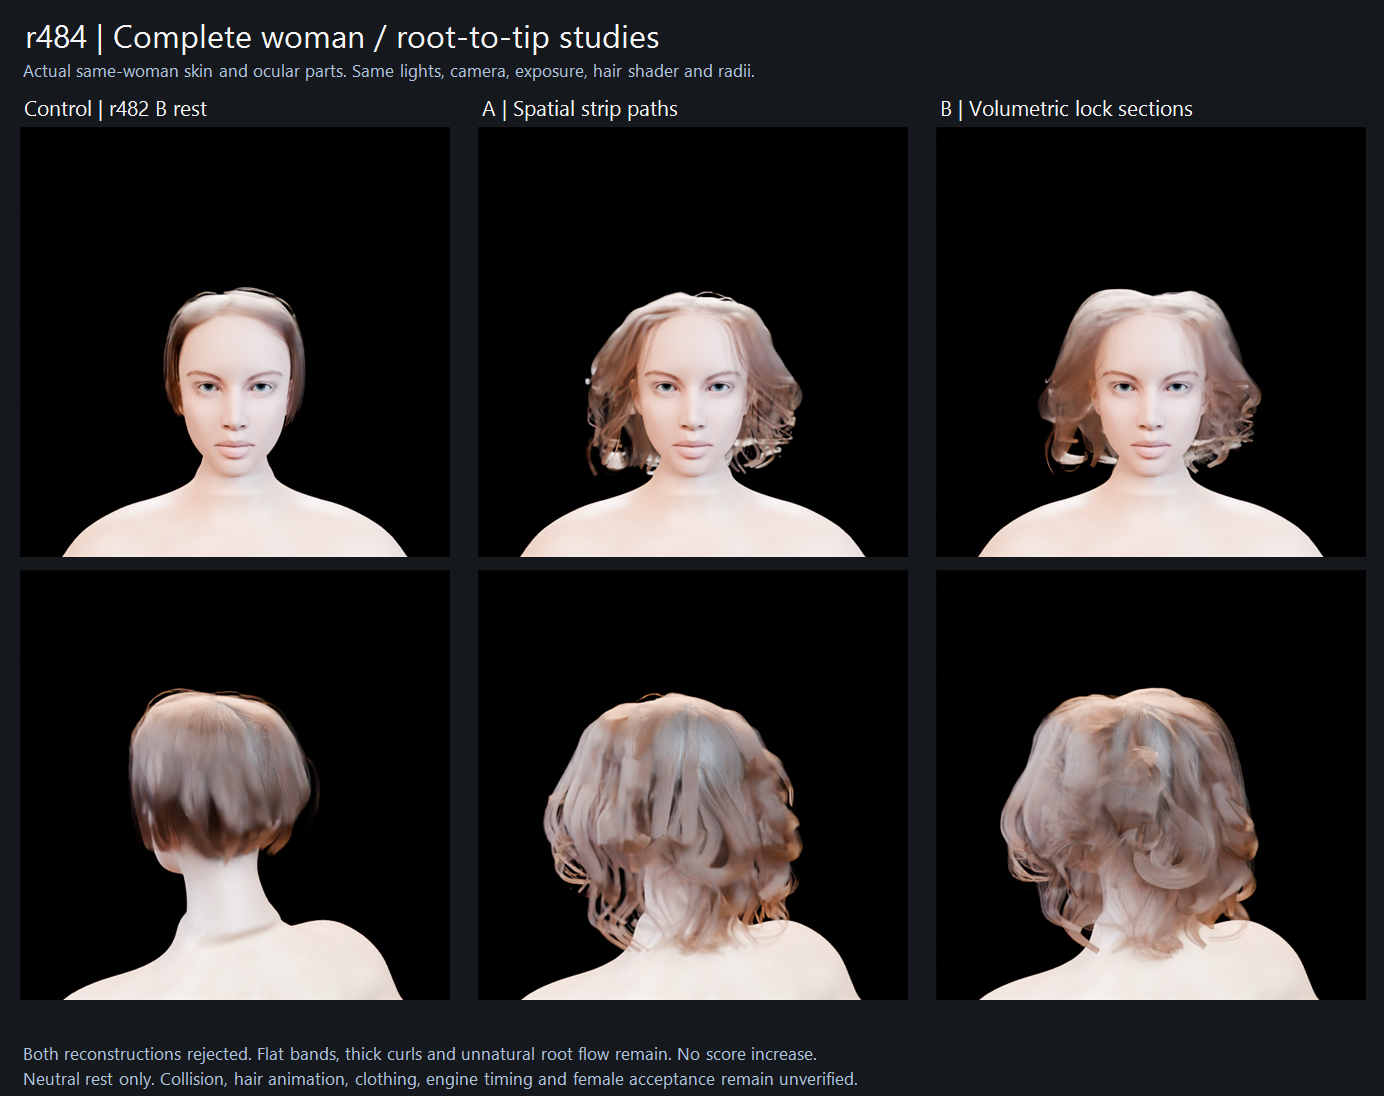 r484 | Complete woman / root-to-tip studies
Actual same-woman skin and ocular parts. Same lights, camera, exposure, hair shader and radii.
Control | r482 B rest
A | Spatial strip paths
B | Volumetric lock sections
Both reconstructions rejected. Flat bands, thick curls and unnatural root flow remain. No score increase.
Neutral rest only. Collision, hair animation, clothing, engine timing and female acceptance remain unverified.